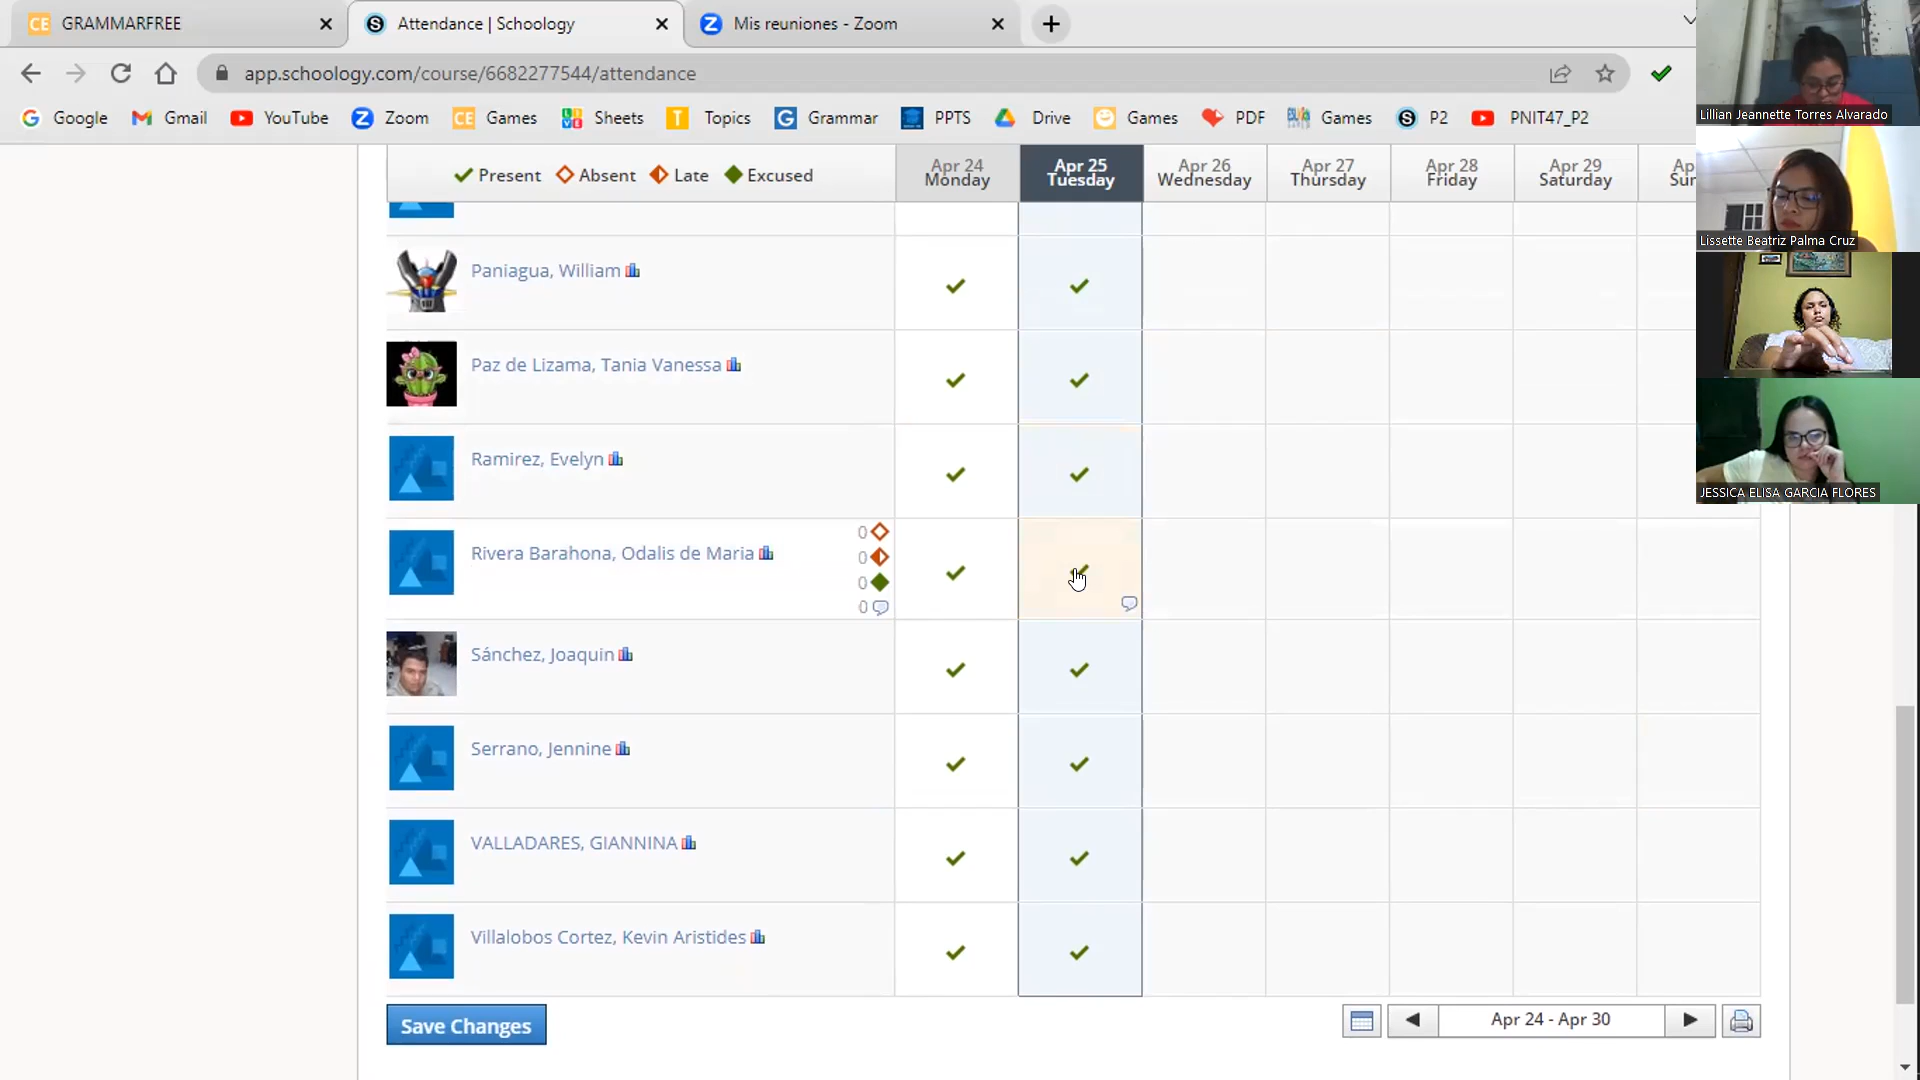 GRAMMARFREE
Attendance | Schoology
Mis reuniones - Zoom
app.schoology.com/course/6682277544/attendance
Google
Gmail
YouTube
Zoom
Games
Sheets
Topics
Grammar
PPTS
Drive
Games
PDF
Games
P2
PNIT47_P2
Lillian Jeannette Torres Alvarado
Lissette Beatriz Palma Cruz
JESSICA ELISA GARCIA FLORES
Present
Absent
Late
Excused
Apr 24
Monday
Apr 25
Tuesday
Apr 26
Wednesday
Apr 27
Thursday
Apr 28
Friday
Apr 29
Saturday
Paniagua, William
Paz de Lizama, Tania Vanessa
Ramirez, Evelyn
Rivera Barahona, Odalis de Maria
0
0
0
0
Sánchez, Joaquin
Serrano, Jennine
VALLADARES, GIANNINA
Villalobos Cortez, Kevin Aristides
Save Changes
Apr 24 - Apr 30